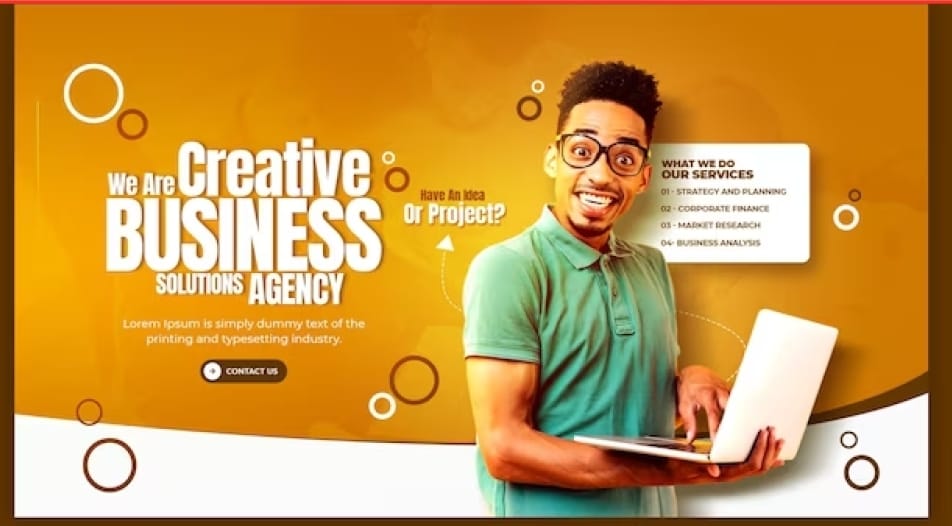 We Are Creative
BUSINESS
SOLUTIONS AGENCY
Lorem Ipsum is simply dummy text of the
printing and typesetting industry.
CONTACT US
Have An Idea
Or Project?
WHAT WE DO
OUR SERVICES
01 - STRATEGY AND PLANNING
02 - CORPORATE FINANCE
03 - MARKET RESEARCH
04- BUSINESS ANALYSIS